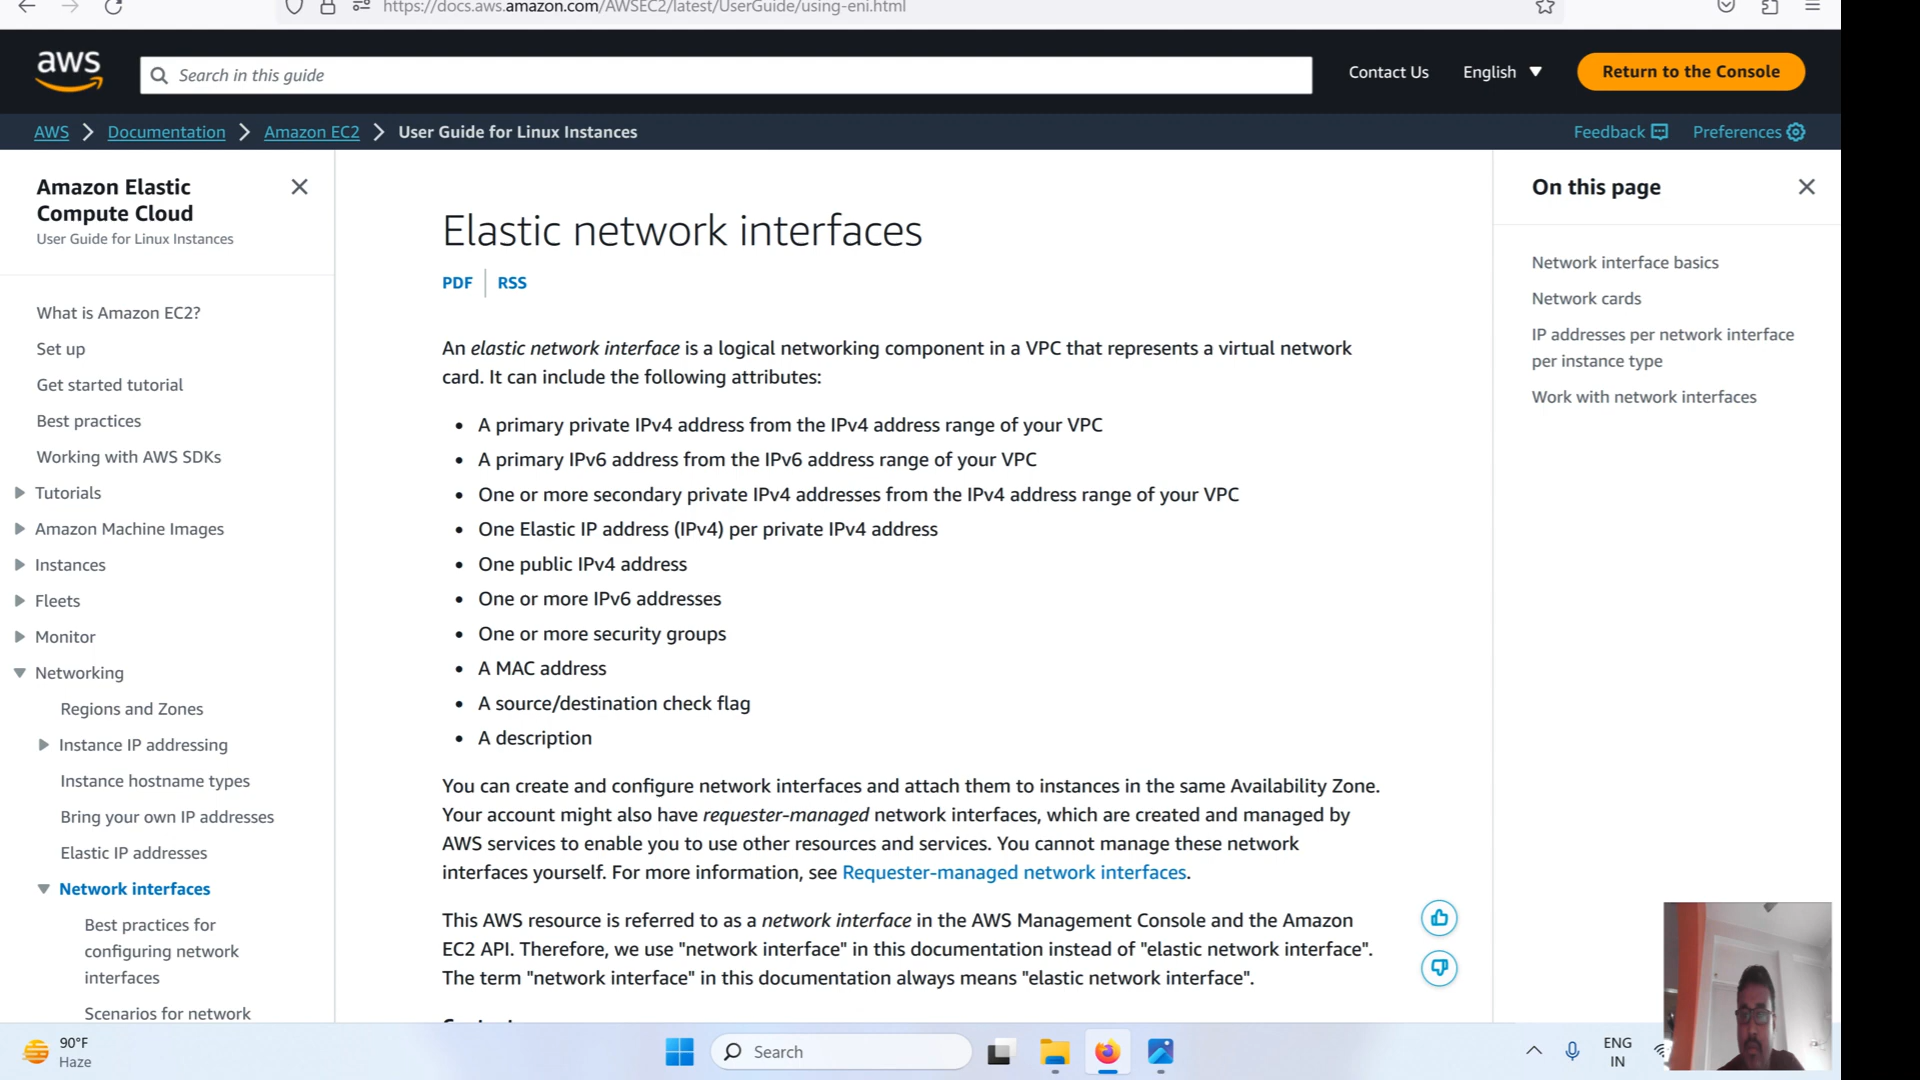 https://docs.aws.amazon.com/AWSEC2/latest/UserGuide/using-eni.html
aws
Search in this guide
Contact Us
English
Return to the Console
AWS
Documentation
Amazon EC2
User Guide for Linux Instances
Feedback
Preferences
Amazon Elastic
Compute Cloud
User Guide for Linux Instances
What is Amazon EC2?
Set up
Get started tutorial
Best practices
Working with AWS SDKs
Tutorials
Amazon Machine Images
Instances
Fleets
Monitor
Networking
Regions and Zones
Instance IP addressing
Instance hostname types
Bring your own IP addresses
Elastic IP addresses
Network interfaces
Best practices for
configuring network
interfaces
Scenarios for network
Elastic network interfaces
PDF
RSS
An elastic network interface is a logical networking component in a VPC that represents a virtual network
card. It can include the following attributes:
• A primary private IPv4 address from the IPv4 address range of your VPC
• A primary IPv6 address from the IPv6 address range of your VPC
• One or more secondary private IPv4 addresses from the IPv4 address range of your VPC
• One Elastic IP address (IPv4) per private IPv4 address
• One public IPv4 address
• One or more IPv6 addresses
• One or more security groups
• A MAC address
• A source/destination check flag
• A description
You can create and configure network interfaces and attach them to instances in the same Availability Zone.
Your account might also have requester-managed network interfaces, which are created and managed by
AWS services to enable you to use other resources and services. You cannot manage these network
interfaces yourself. For more information, see Requester-managed network interfaces.
This AWS resource is referred to as a network interface in the AWS Management Console and the Amazon
EC2 API. Therefore, we use "network interface" in this documentation instead of "elastic network interface".
The term "network interface" in this documentation always means "elastic network interface".
On this page
Network interface basics
Network cards
IP addresses per network interface
per instance type
Work with network interfaces
90°F
Haze
Search
ENG
IN